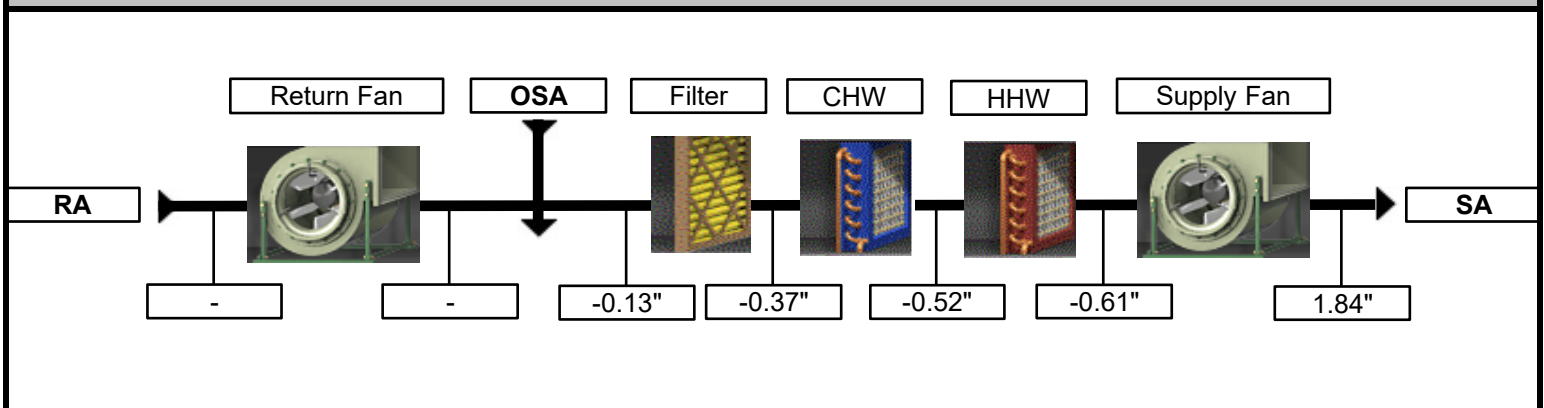 Return Fan
OSA
Filter
CHW
HHW
Supply Fan
RA
SA
-
-
-0.13"
-0.37"
-0.52"
-0.61"
1.84"